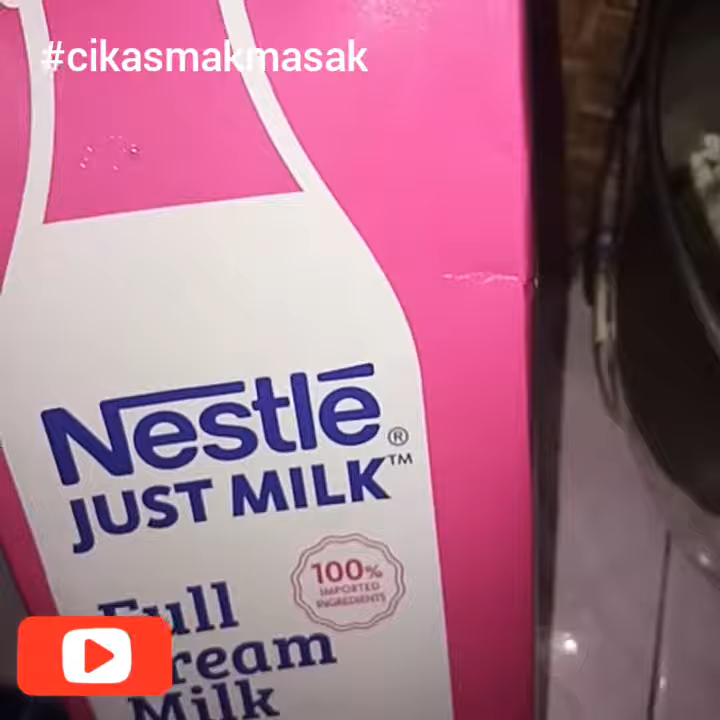 #cikasmakmasak
Nestlé®
JUST MILK™
100%
IMPORTED
INGREDIENTS
Full
Cream
Milk